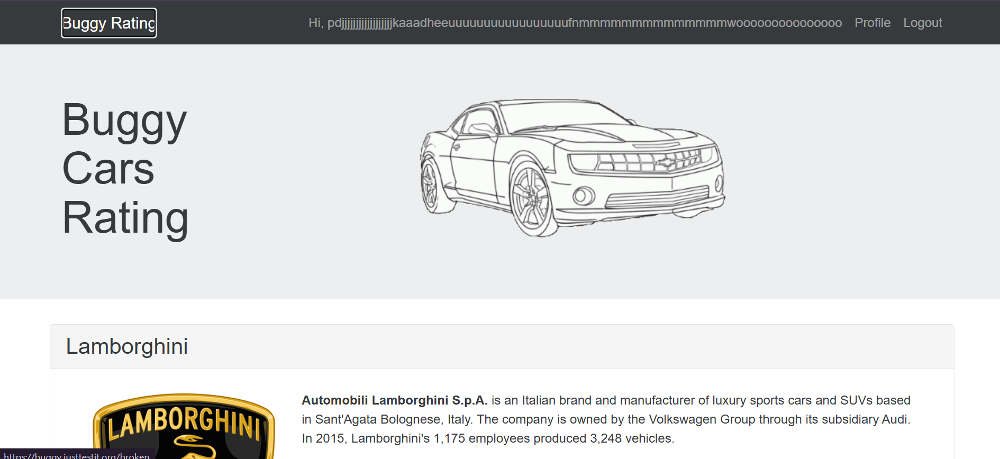 Buggy Rating
Hi, pdjjjjjjjjjjjjjjjjjjkaaadheeuuuuuuuuuuuuuuuuufnmmmmmmmmmmmmmmwooooooooooooooo Profile Logout
Buggy
Cars
Rating
Lamborghini
LAMBORGHINI
Automobili Lamborghini S.p.A. is an Italian brand and manufacturer of luxury sports cars and SUVs based
in Sant'Agata Bolognese, Italy. The company is owned by the Volkswagen Group through its subsidiary Audi.
In 2015, Lamborghini's 1,175 employees produced 3,248 vehicles.
https://buggy.justtestit.org/broken